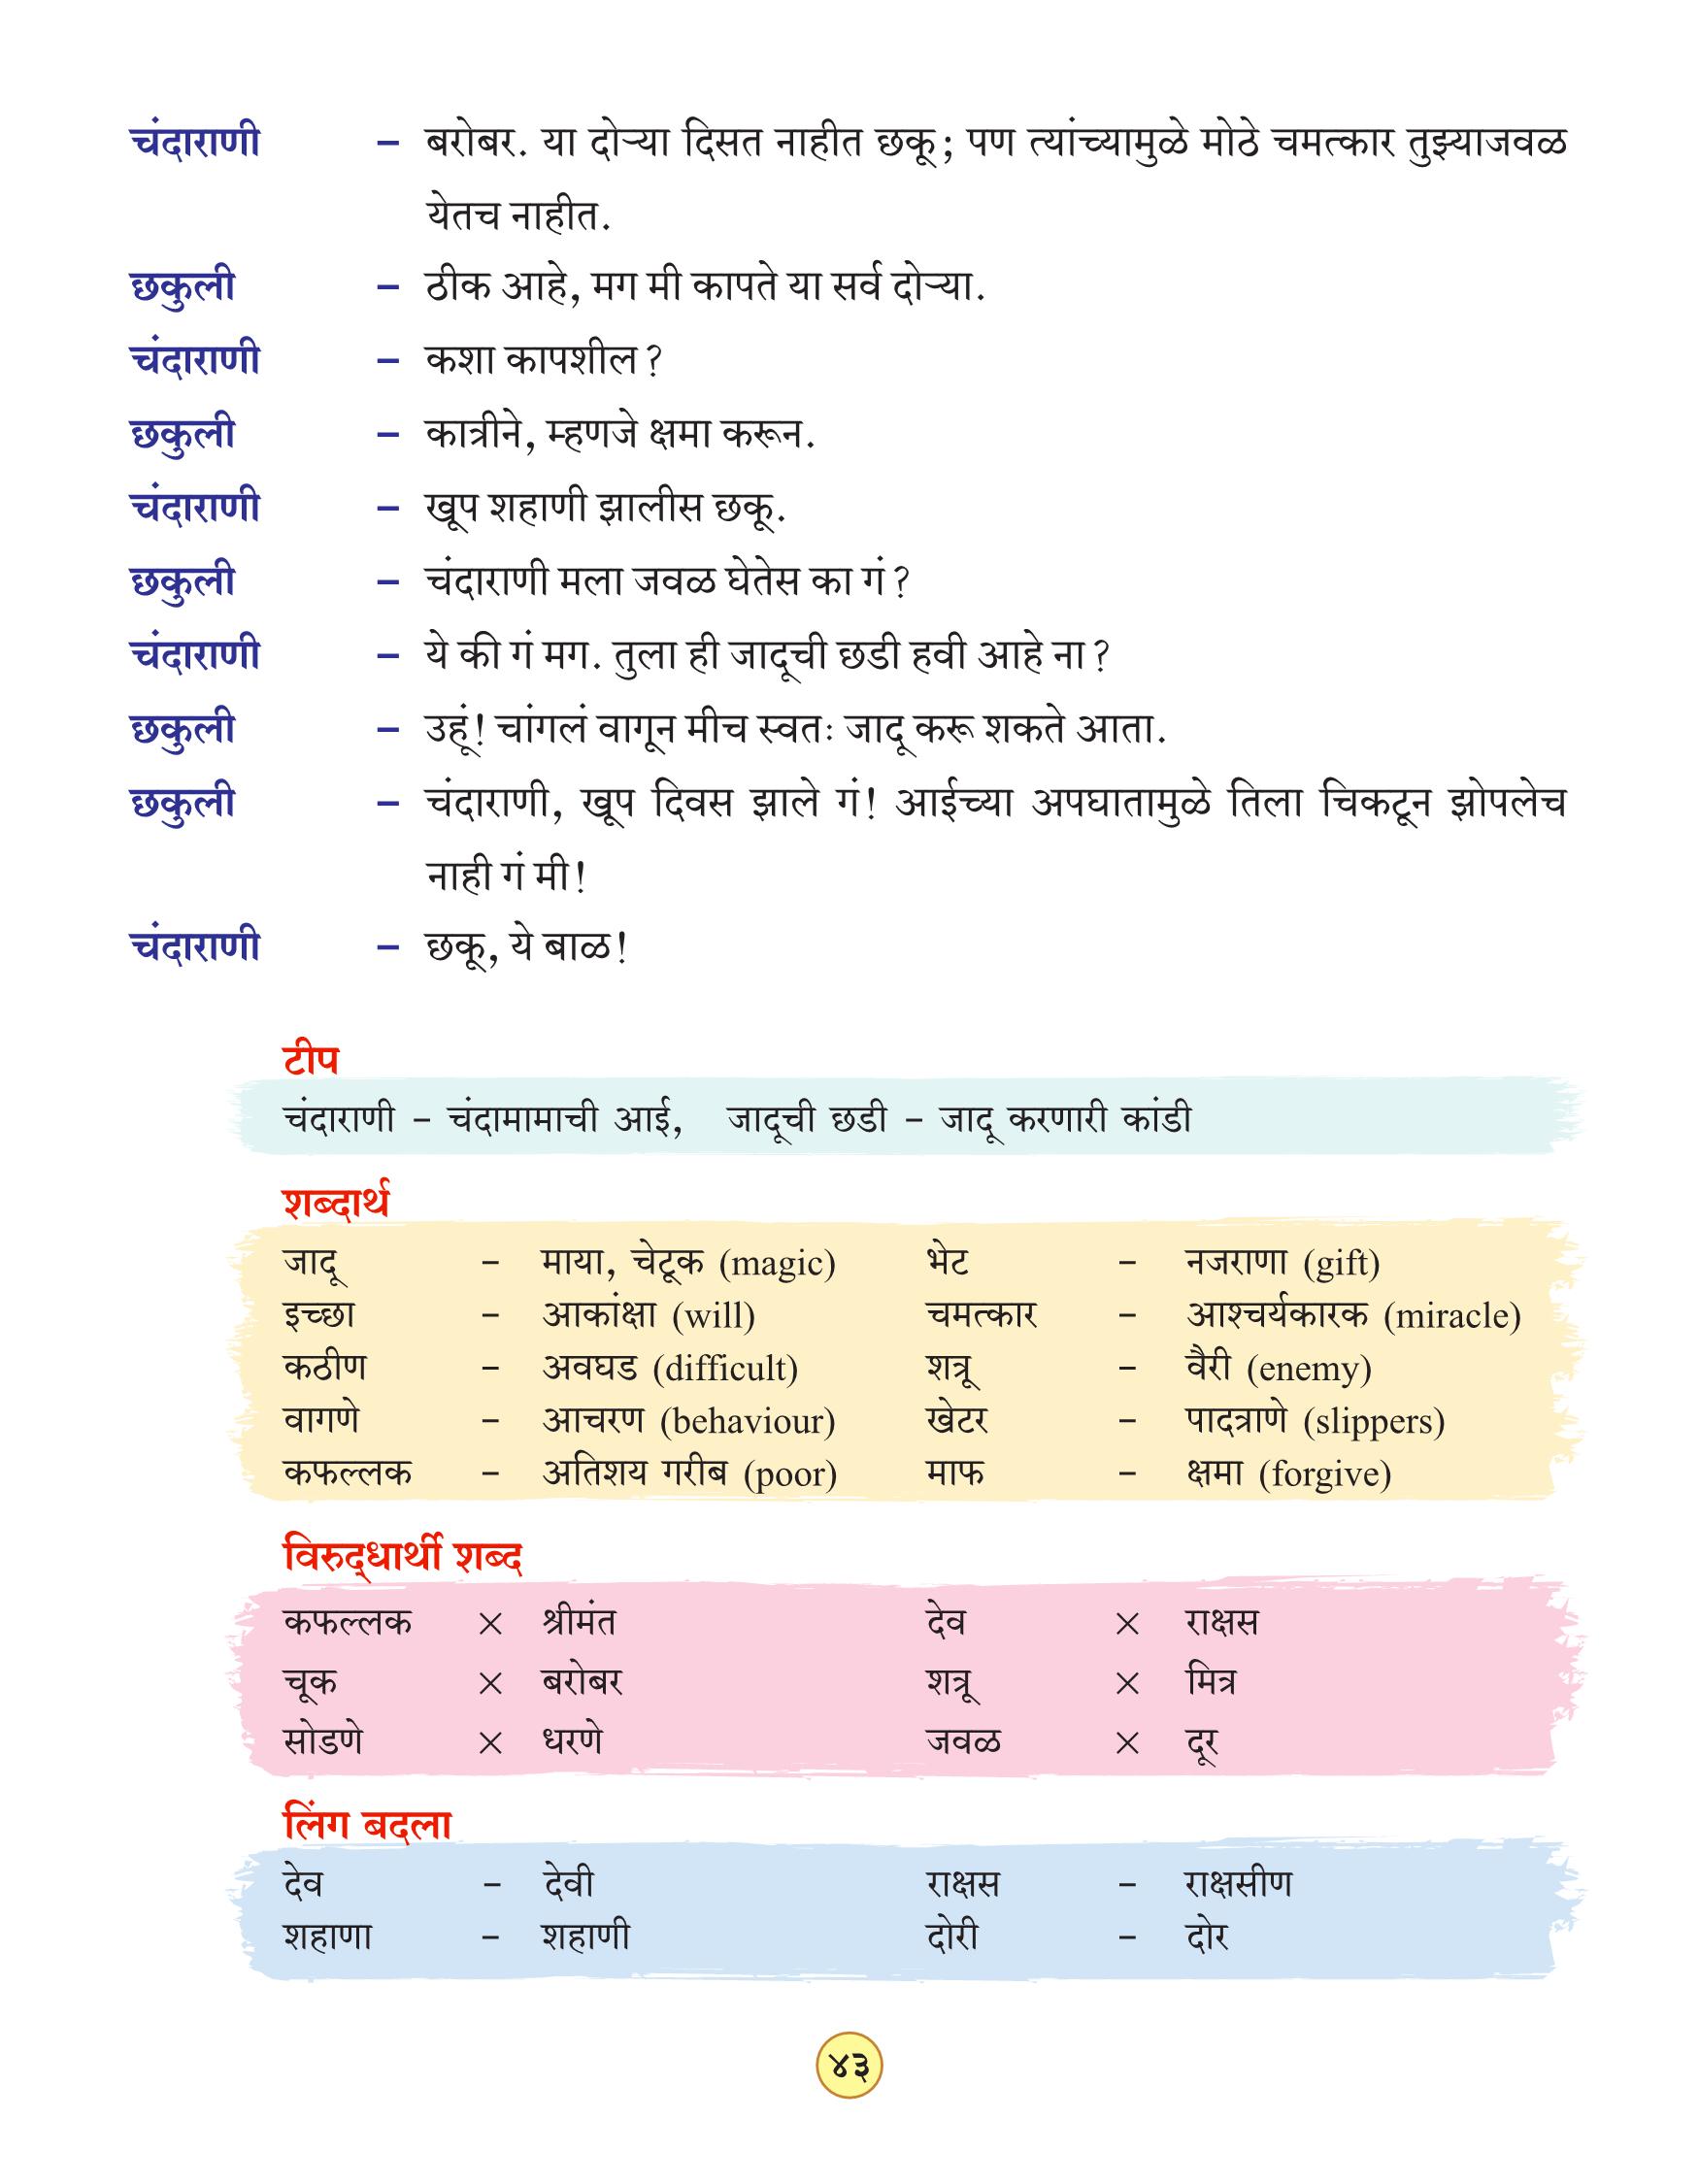 चंदाराणी – बरोबर. या दोऱ्या दिसत नाहीत छकू; पण त्यांच्यामुळे मोठे चमत्कार तुझ्याजवळ
येतच नाहीत.
छकुली – ठीक आहे, मग मी कापते या सर्व दोऱ्या.
चंदाराणी – कशा कापशील?
छकुली – कात्रीने, म्हणजे क्षमा करून.
चंदाराणी – खूप शहाणी झालीस छकू.
छकुली – चंदाराणी मला जवळ घेतेस का गं?
चंदाराणी – ये की गं मग. तुला ही जादूची छडी हवी आहे ना?
छकुली – उहूं! चांगलं वागून मीच स्वतः जादू करू शकते आता.
छकुली – चंदाराणी, खूप दिवस झाले गं! आईच्या अपघातामुळे तिला चिकटून झोपलेच
नाही गं मी!
चंदाराणी – छकू, ये बाळ!
टीप
चंदाराणी – चंदामामाची आई, जादूची छडी – जादू करणारी कांडी
शब्दार्थ
जादू – माया, चेटूक (magic) भेट – नजराणा (gift)
इच्छा – आकांक्षा (will) चमत्कार – आश्चर्यकारक (miracle)
कठीण – अवघड (difficult) शत्रू – वैरी (enemy)
वागणे – आचरण (behaviour) खेटर – पादत्राणे (slippers)
कफल्लक – अतिशय गरीब (poor) माफ – क्षमा (forgive)
विरुद्धार्थी शब्द
कफल्लक × श्रीमंत देव × राक्षस
चूक × बरोबर शत्रू × मित्र
सोडणे × धरणे जवळ × दूर
लिंग बदला
देव – देवी राक्षस – राक्षसीण
शहाणा – शहाणी दोरी – दोर
४३